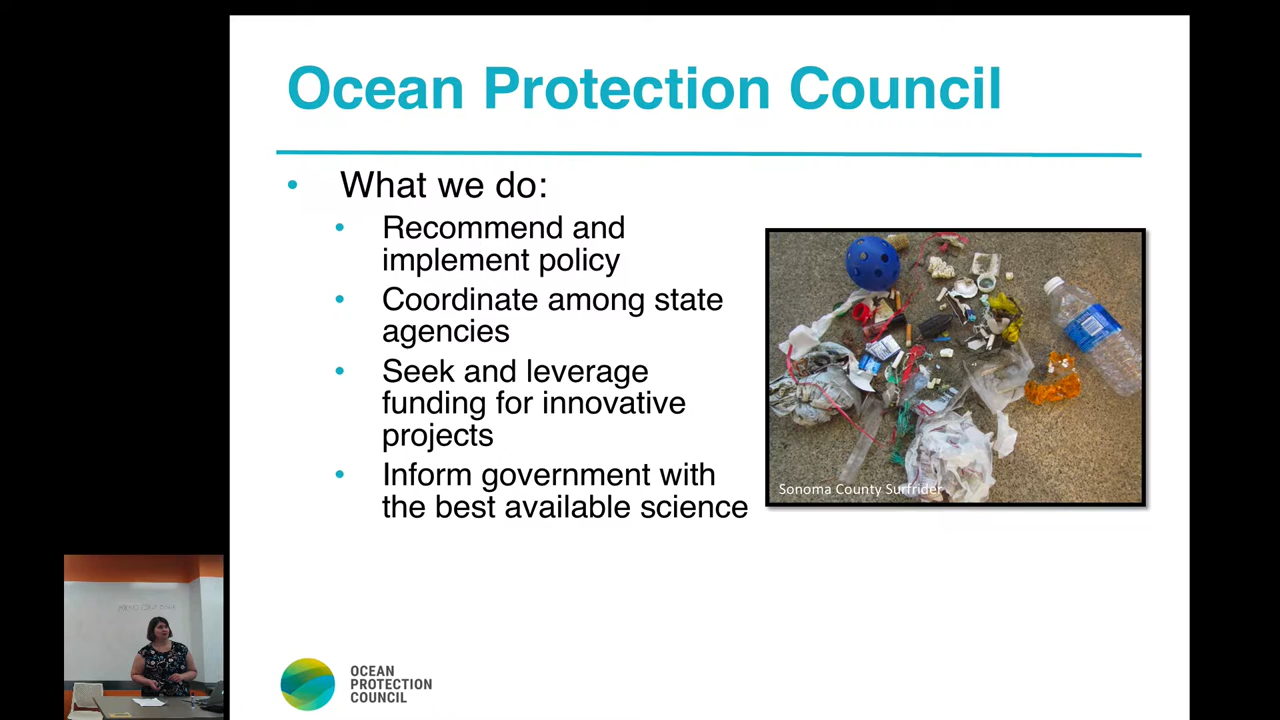 Ocean Protection Council
• What we do:
• Recommend and
implement policy
• Coordinate among state
agencies
• Seek and leverage
funding for innovative
projects
• Inform government with
the best available science
Sonoma County Surfrider
OCEAN
PROTECTION
COUNCIL